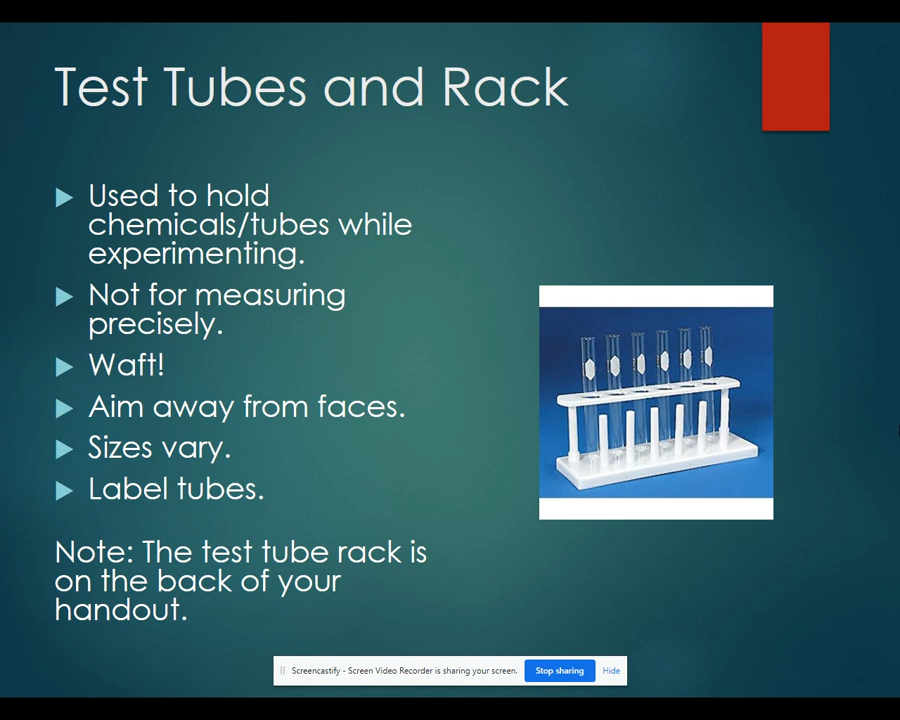 Test Tubes and Rack
Used to hold
chemicals/tubes while
experimenting.
Not for measuring
precisely.
Waft!
Aim away from faces.
Sizes vary.
Label tubes.
Note: The test tube rack is
on the back of your
handout.
Screencastify - Screen Video Recorder is sharing your screen.
Stop sharing
Hide